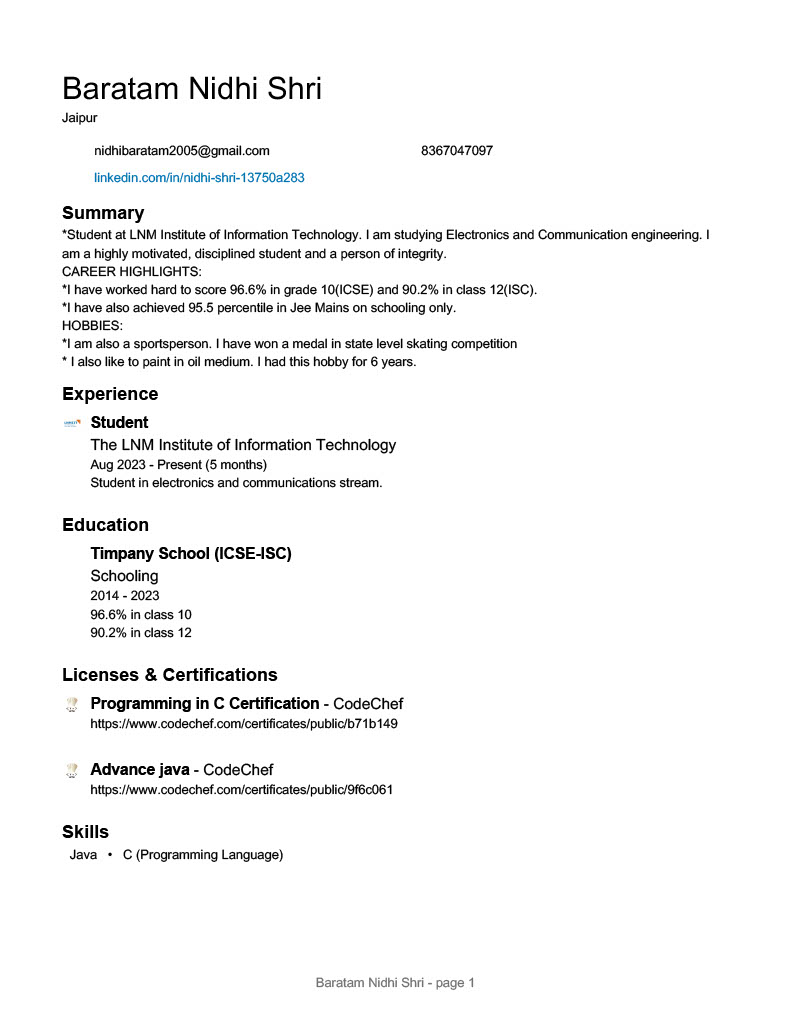 Baratam Nidhi Shri
Jaipur
nidhibaratam2005@gmail.com 8367047097
linkedin.com/in/nidhi-shri-13750a283
Summary
*Student at LNM Institute of Information Technology. I am studying Electronics and Communication engineering. I
am a highly motivated, disciplined student and a person of integrity.
CAREER HIGHLIGHTS:
*I have worked hard to score 96.6% in grade 10(ICSE) and 90.2% in class 12(ISC).
*I have also achieved 95.5 percentile in Jee Mains on schooling only.
HOBBIES:
*I am also a sportsperson. I have won a medal in state level skating competition
* I also like to paint in oil medium. I had this hobby for 6 years.
Experience
Student
The LNM Institute of Information Technology
Aug 2023 - Present (5 months)
Student in electronics and communications stream.
Education
Timpany School (ICSE-ISC)
Schooling
2014 - 2023
96.6% in class 10
90.2% in class 12
Licenses & Certifications
Programming in C Certification - CodeChef
https://www.codechef.com/certificates/public/b71b149
Advance java - CodeChef
https://www.codechef.com/certificates/public/9f6c061
Skills
Java • C (Programming Language)
Baratam Nidhi Shri - page 1